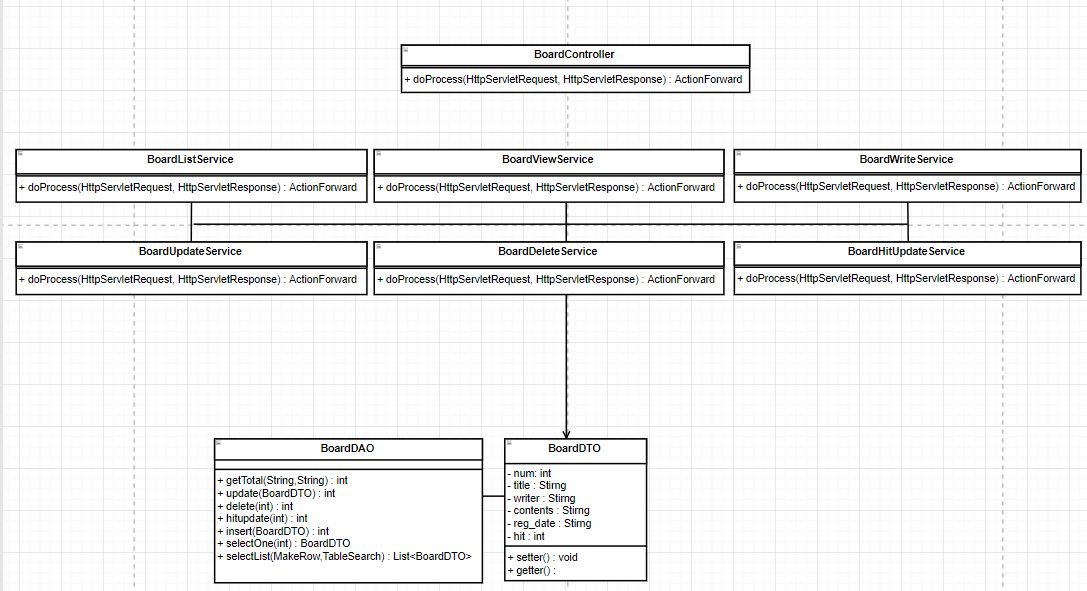 BoardController
+ doProcess(HttpServletRequest, HttpServletResponse) : ActionForward
BoardListService
+ doProcess(HttpServletRequest, HttpServletResponse) : ActionForward
BoardViewService
+ doProcess(HttpServletRequest, HttpServletResponse) : ActionForward
BoardWriteService
+ doProcess(HttpServletRequest, HttpServletResponse) : ActionForward
BoardUpdateService
+ doProcess(HttpServletRequest, HttpServletResponse) : ActionForward
BoardDeleteService
+ doProcess(HttpServletRequest, HttpServletResponse) : ActionForward
BoardHitUpdateService
+ doProcess(HttpServletRequest, HttpServletResponse) : ActionForward
BoardDAO
+ getTotal(String,String) : int
+ update(BoardDTO) : int
+ delete(int) : int
+ hitupdate(int) : int
+ insert(BoardDTO) : int
+ selectOne(int) : BoardDTO
+ selectList(MakeRow,TableSearch) : List<BoardDTO>
BoardDTO
- num: int
- title : Stirng
- writer : Stirng
- contents : Stirng
- reg_date : Stirng
- hit : int
+ setter() : void
+ getter() :